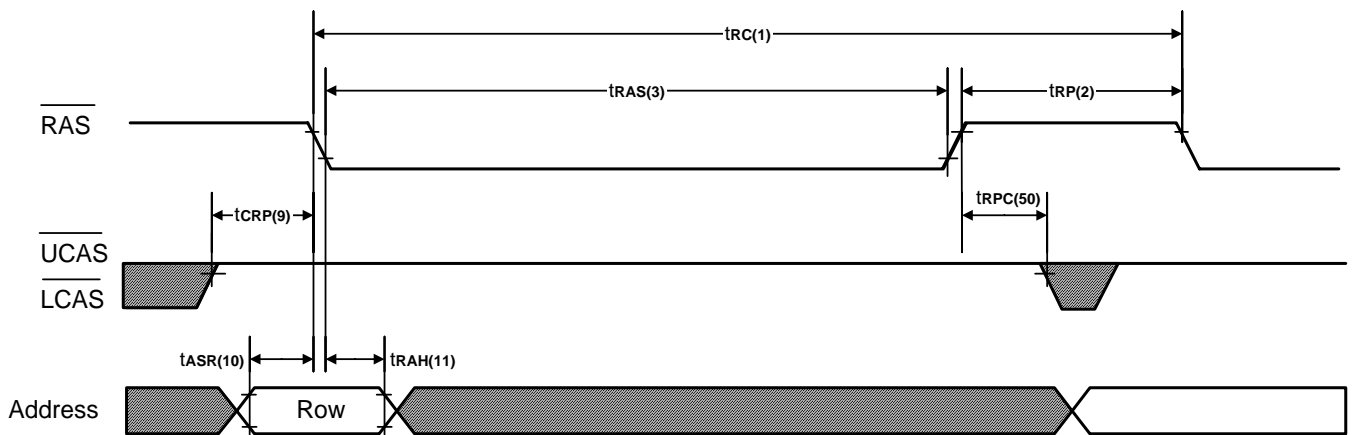 tRC(1)
tRAS(3)
tRP(2)
RAS
tRPC(50)
tCRP(9)
UCAS
LCAS
tASR(10)
tRAH(11)
Address
Row